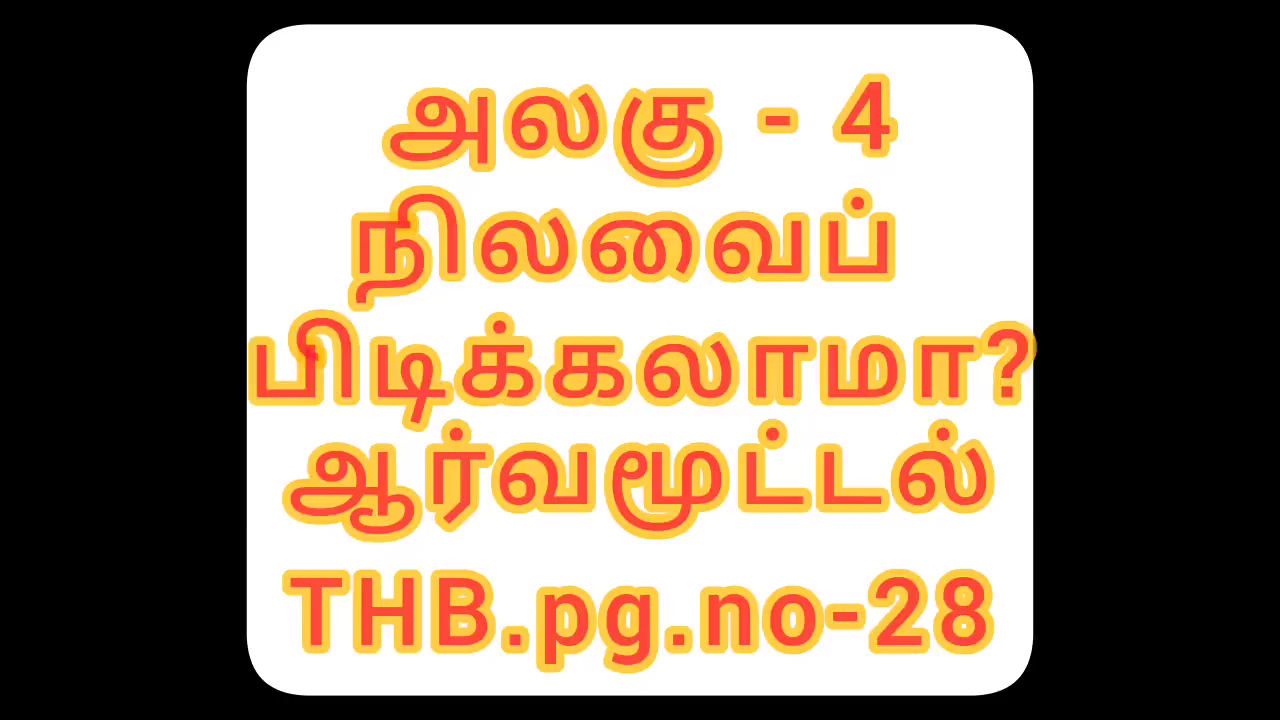 அலகு - 4
நிலவைப்
பிடிக்கலாமா?
ஆர்வமூட்டல்
THB.pg.no-28